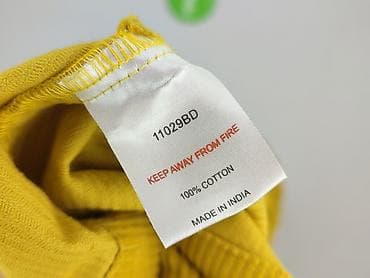 11029BD
KEEP AWAY FROM FIRE
100% COTTON
MADE IN INDIA